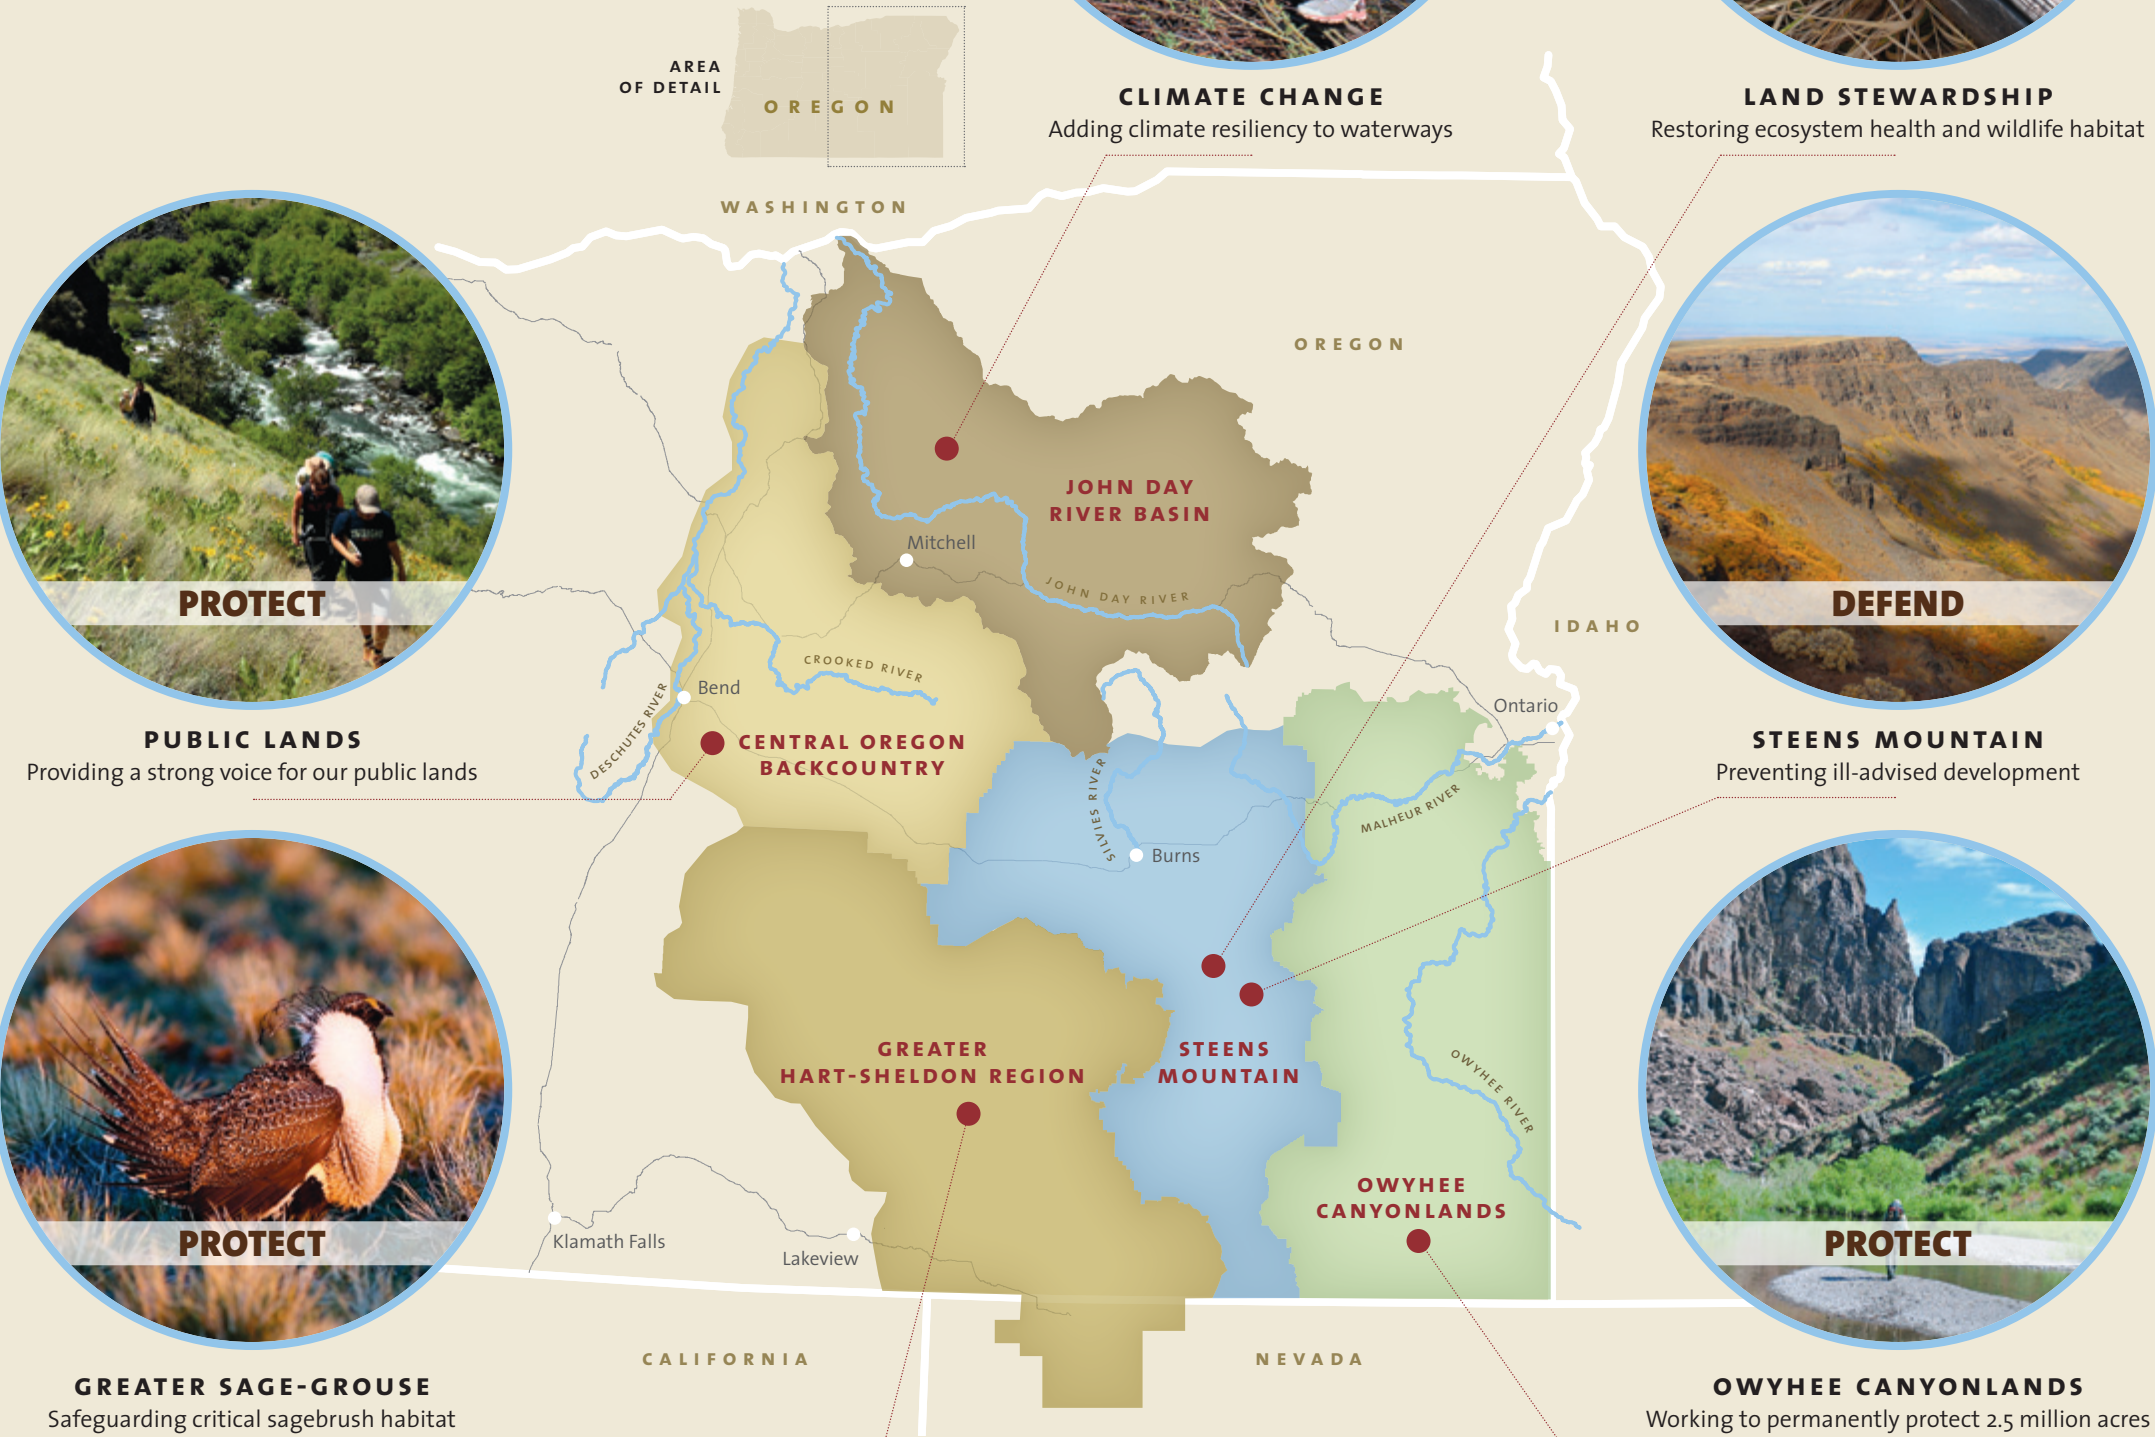 AREA
OF DETAIL
OREGON
CLIMATE CHANGE
Adding climate resiliency to waterways
LAND STEWARDSHIP
Restoring ecosystem health and wildlife habitat
WASHINGTON
OREGON
IDAHO
PROTECT
PUBLIC LANDS
Providing a strong voice for our public lands
DEFEND
STEENS MOUNTAIN
Preventing ill-advised development
JOHN DAY
RIVER BASIN
Mitchell
JOHN DAY RIVER
CROOKED RIVER
Bend
DESCHUTES RIVER
CENTRAL OREGON
BACKCOUNTRY
Ontario
SILVIES RIVER
MALHEUR RIVER
Burns
GREATER
HART-SHELDON REGION
STEENS
MOUNTAIN
OWYHEE RIVER
OWYHEE
CANYONLANDS
Klamath Falls
Lakeview
CALIFORNIA
NEVADA
PROTECT
GREATER SAGE-GROUSE
Safeguarding critical sagebrush habitat
PROTECT
OWYHEE CANYONLANDS
Working to permanently protect 2.5 million acres